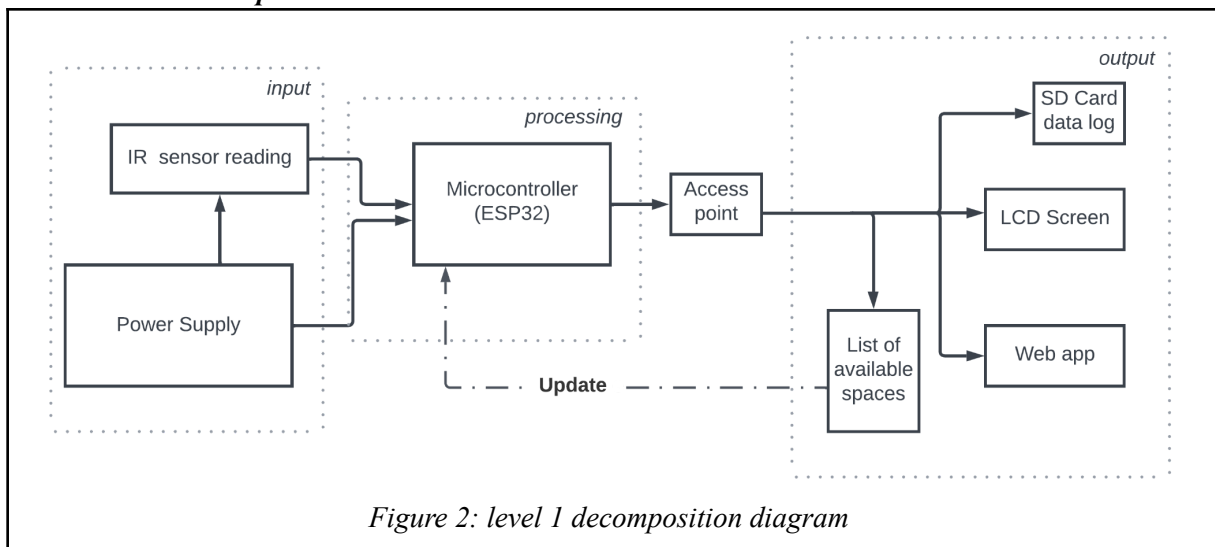 input
IR sensor reading
Power Supply
processing
Microcontroller
(ESP32)
Access
point
output
SD Card
data log
LCD Screen
Web app
List of
available
spaces
Update
Figure 2: level 1 decomposition diagram